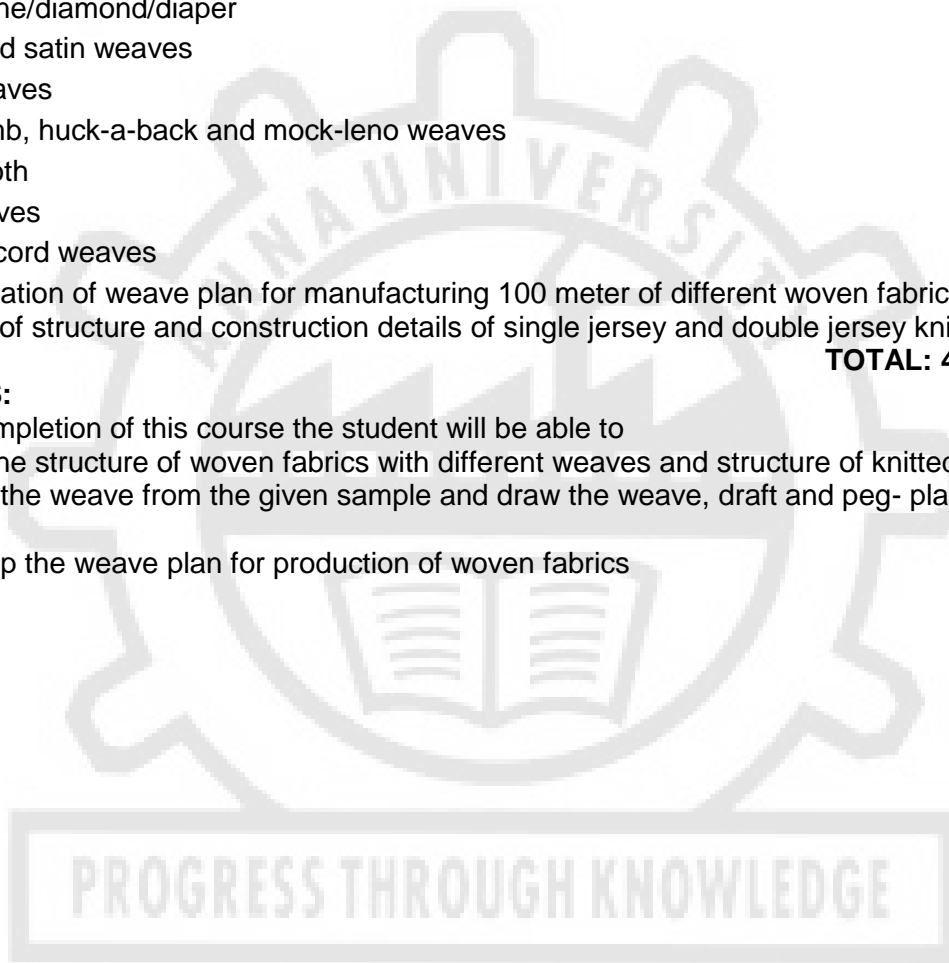 ne/diamond/diaper
d satin weaves
aves
nb, huck-a-back and mock-leno weaves
oth
ves
cord weaves
ation of weave plan for manufacturing 100 meter of different woven fabric
of structure and construction details of single jersey and double jersey kni
TOTAL: 4
S:
mpletion of this course the student will be able to
ne structure of woven fabrics with different weaves and structure of knitted
the weave from the given sample and draw the weave, draft and peg- pla
p the weave plan for production of woven fabrics
ANNA UNIVERSITY
PROGRESS THROUGH KNOWLEDGE